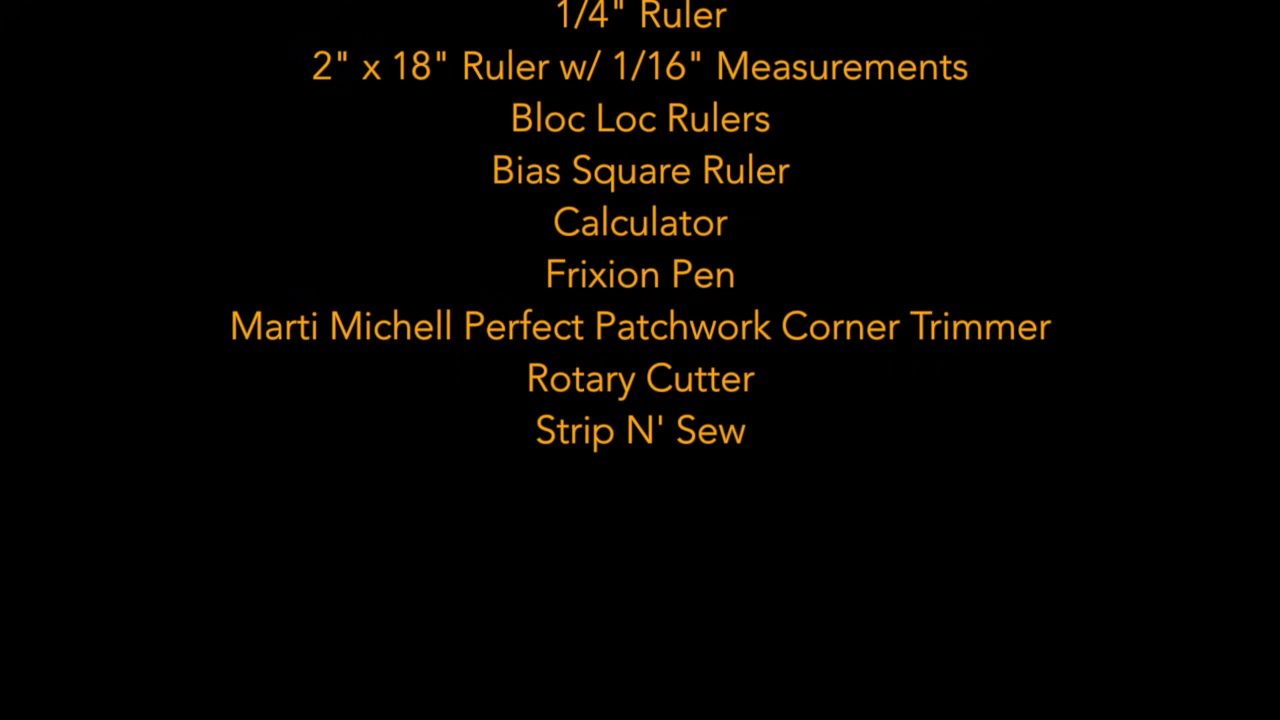 1/4" Ruler
2" x 18" Ruler w/ 1/16" Measurements
Bloc Loc Rulers
Bias Square Ruler
Calculator
Frixion Pen
Marti Michell Perfect Patchwork Corner Trimmer
Rotary Cutter
Strip N' Sew